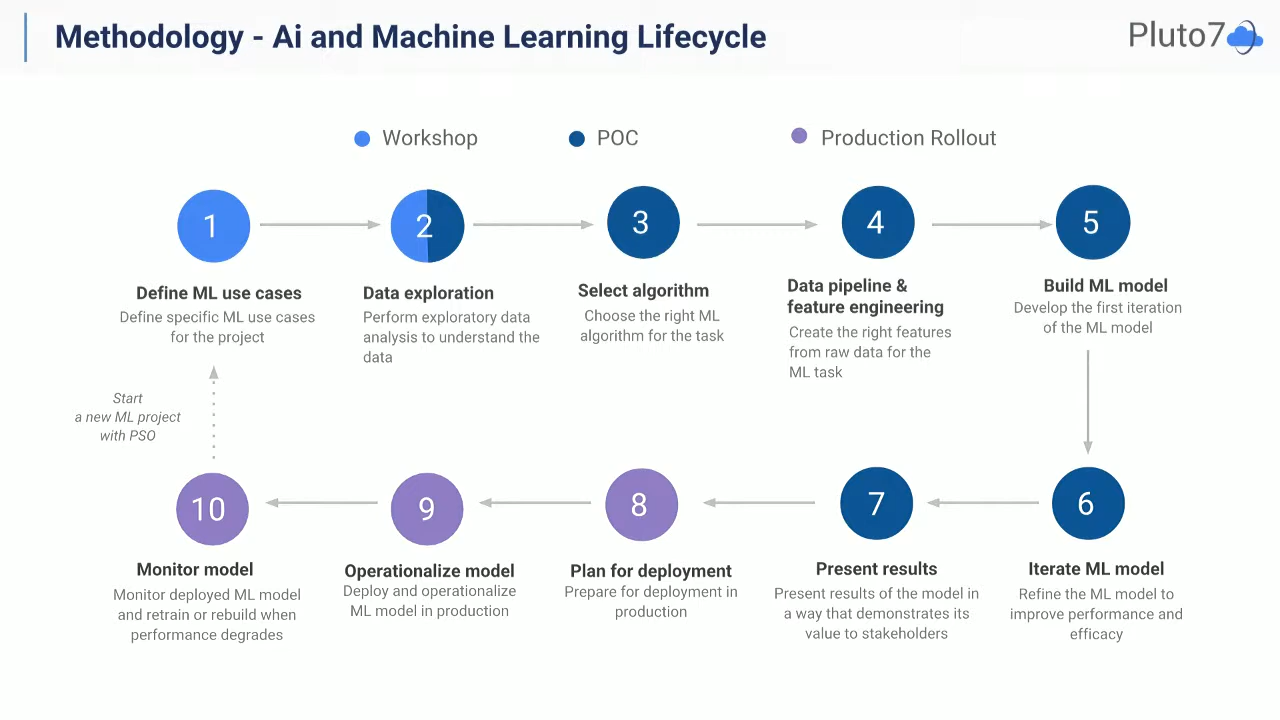 Methodology - Ai and Machine Learning Lifecycle
Pluto7
Workshop
POC
Production Rollout
1
2
3
4
5
Define ML use cases
Define specific ML use cases
for the project
Data exploration
Perform exploratory data
analysis to understand the
data
Select algorithm
Choose the right ML
algorithm for the task
Data pipeline &
feature engineering
Create the right features
from raw data for the
ML task
Build ML model
Develop the first iteration
of the ML model
Start
a new ML project
with PSO
10
9
8
7
6
Monitor model
Monitor deployed ML model
and retrain or rebuild when
performance degrades
Operationalize model
Deploy and operationalize
ML model in production
Plan for deployment
Prepare for deployment in
production
Present results
Present results of the model in
a way that demonstrates its
value to stakeholders
Iterate ML model
Refine the ML model to
improve performance and
efficacy